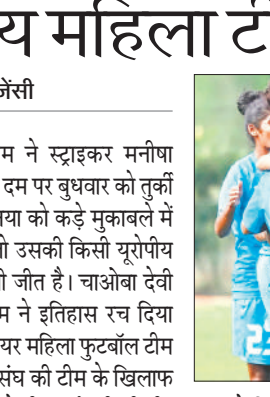 य महिला टी
जेंसी
म ने स्ट्राइकर मनीषा
दम पर बुधवार को तुर्की
या को कड़े मुकाबले में
उसकी किसी यूरोपीय
जीत है। चाओबा देवी
म ने इतिहास रच दिया
यर महिला फुटबॉल टीम
संघ की टीम के खिलाफ